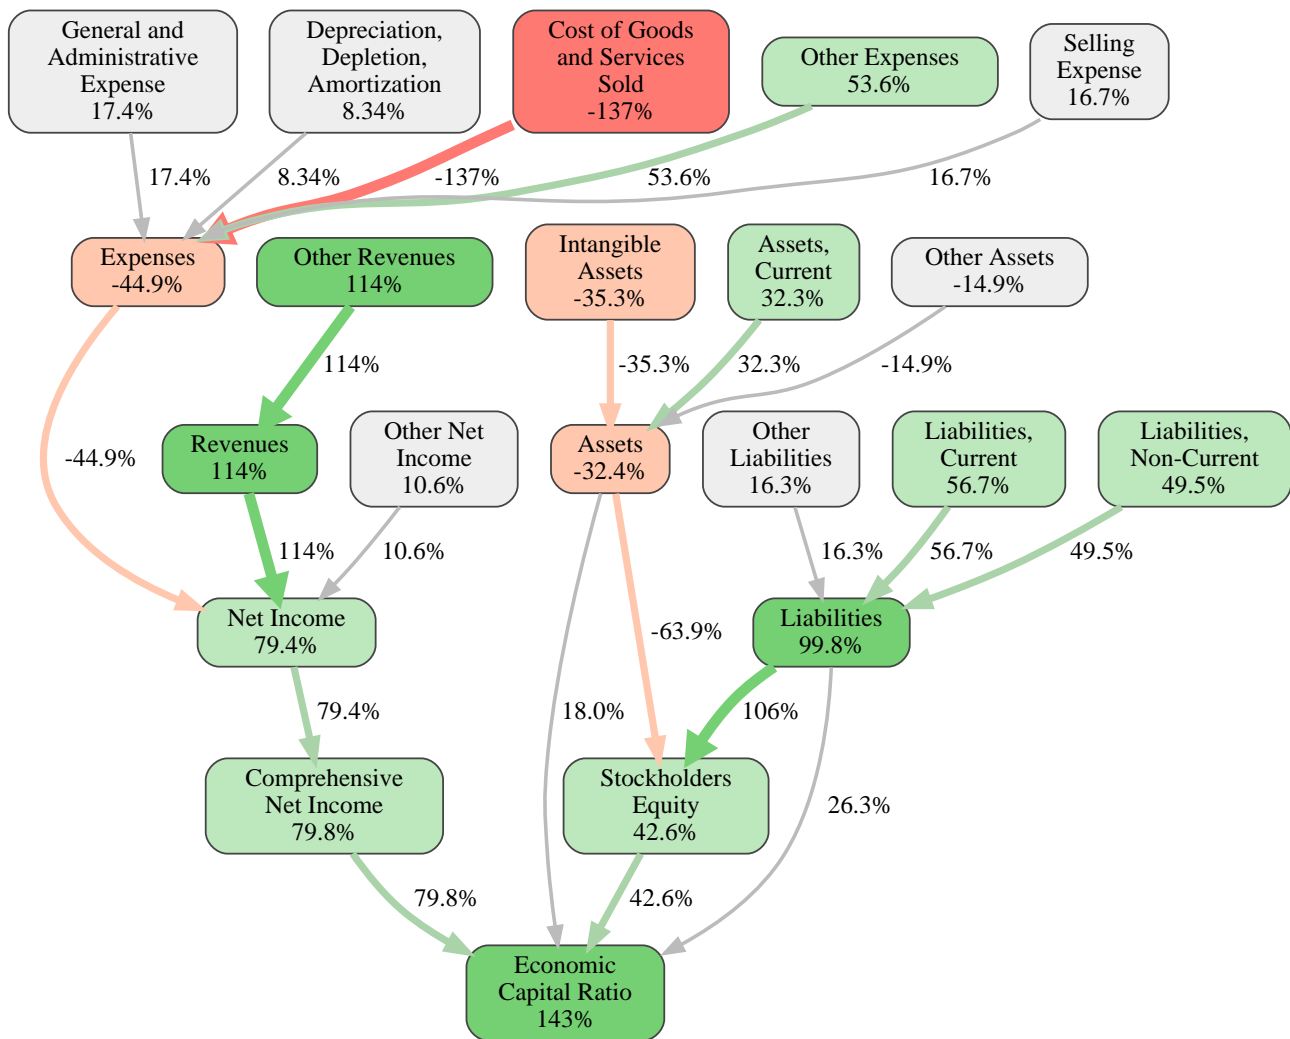 General and
Administrative
Expense
17.4%
Depreciation,
Depletion,
Amortization
8.34%
Cost of Goods
and Services
Sold
-137%
Other Expenses
53.6%
Selling
Expense
16.7%
17.4%
8.34%
-137%
53.6%
16.7%
Expenses
-44.9%
Other Revenues
114%
Intangible
Assets
-35.3%
Assets,
Current
32.3%
Other Assets
-14.9%
114%
-35.3%
32.3%
-14.9%
-44.9%
Revenues
114%
Other Net
Income
10.6%
Assets
-32.4%
Other
Liabilities
16.3%
Liabilities,
Current
56.7%
Liabilities,
Non-Current
49.5%
114%
10.6%
16.3%
56.7%
49.5%
Net Income
79.4%
-63.9%
Liabilities
99.8%
79.4%
18.0%
106%
26.3%
Comprehensive
Net Income
79.8%
Stockholders
Equity
42.6%
79.8%
42.6%
Economic
Capital Ratio
143%